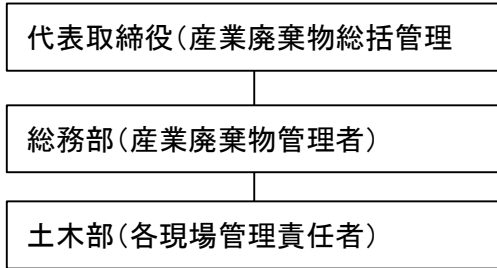 代表取締役(産業廃棄物総括管理
総務部(産業廃棄物管理者)
土木部(各現場管理責任者)